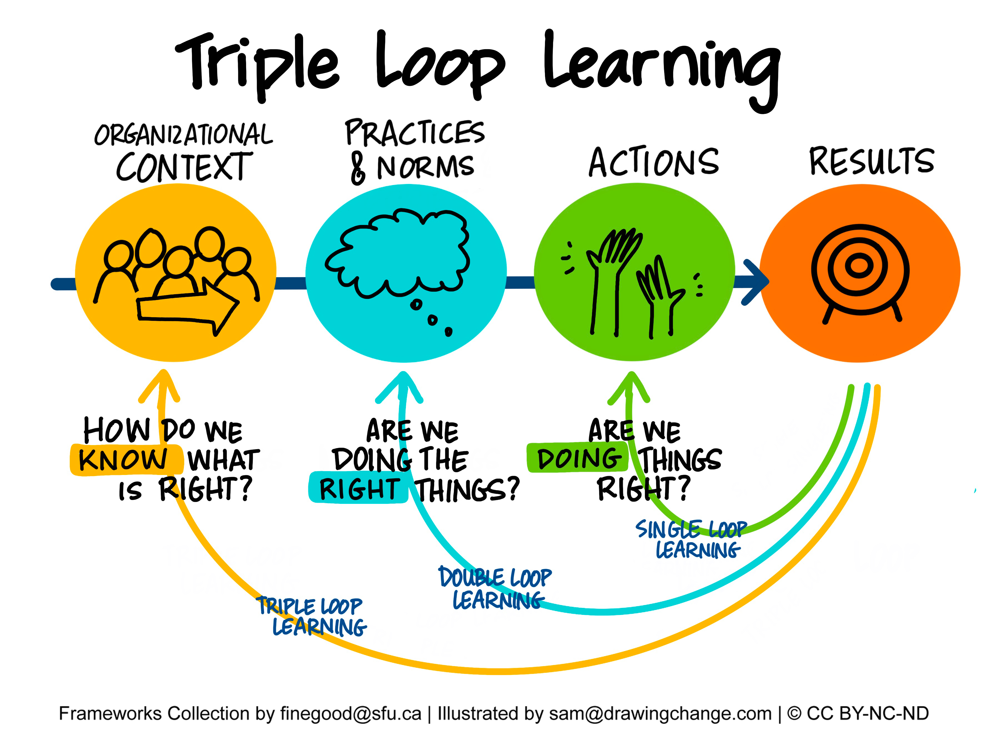 Triple Loop Learning
ORGANIZATIONAL
CONTEXT
PRACTICES
& NORMS
ACTIONS
RESULTS
HOW DO WE
KNOW WHAT
IS RIGHT?
ARE WE
DOING THE
RIGHT THINGS?
ARE WE
DOING THINGS
RIGHT?
SINGLE LOOP
LEARNING
DOUBLE LOOP
LEARNING
TRIPLE LOOP
LEARNING
Frameworks Collection by finegood@sfu.ca | Illustrated by sam@drawingchange.com | © CC BY-NC-ND